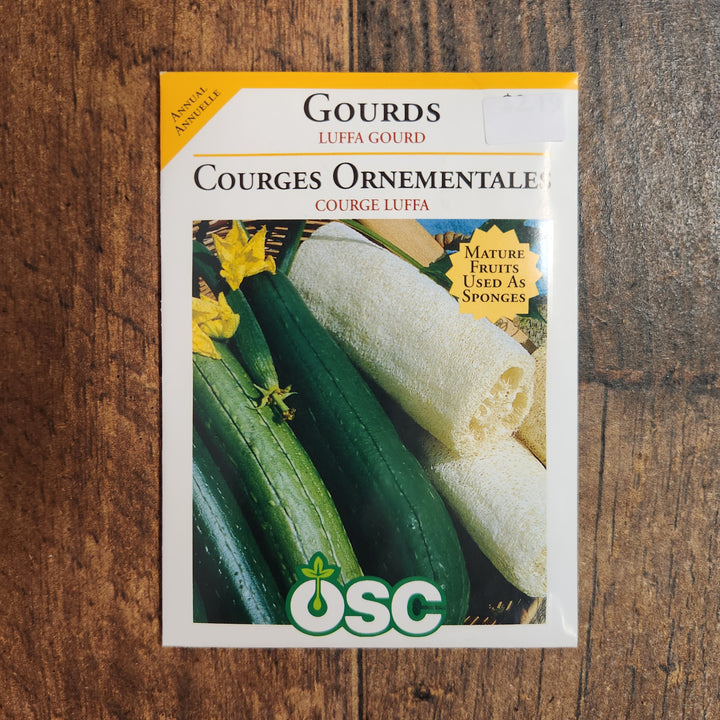 ANNUAL
ANNUELLE
GOURDS
LUFFA GOURD
COURGES ORNEMENTALES
COURGE LUFFA
MATURE
FRUITS
USED AS
SPONGES
OSC